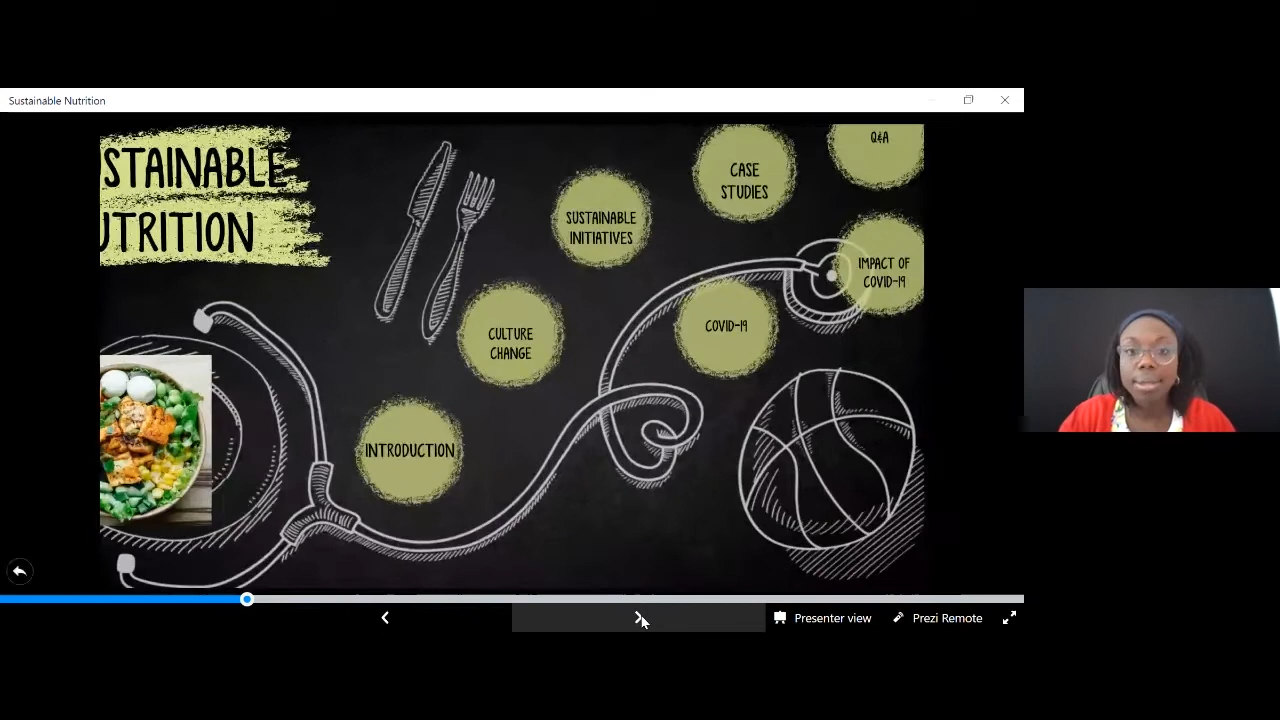 Sustainable Nutrition
STAINABLE
UTRITION
Q&A
CASE
STUDIES
SUSTAINABLE
INITIATIVES
IMPACT OF
COVID-19
COVID-19
CULTURE
CHANGE
INTRODUCTION
Presenter view
Prezi Remote